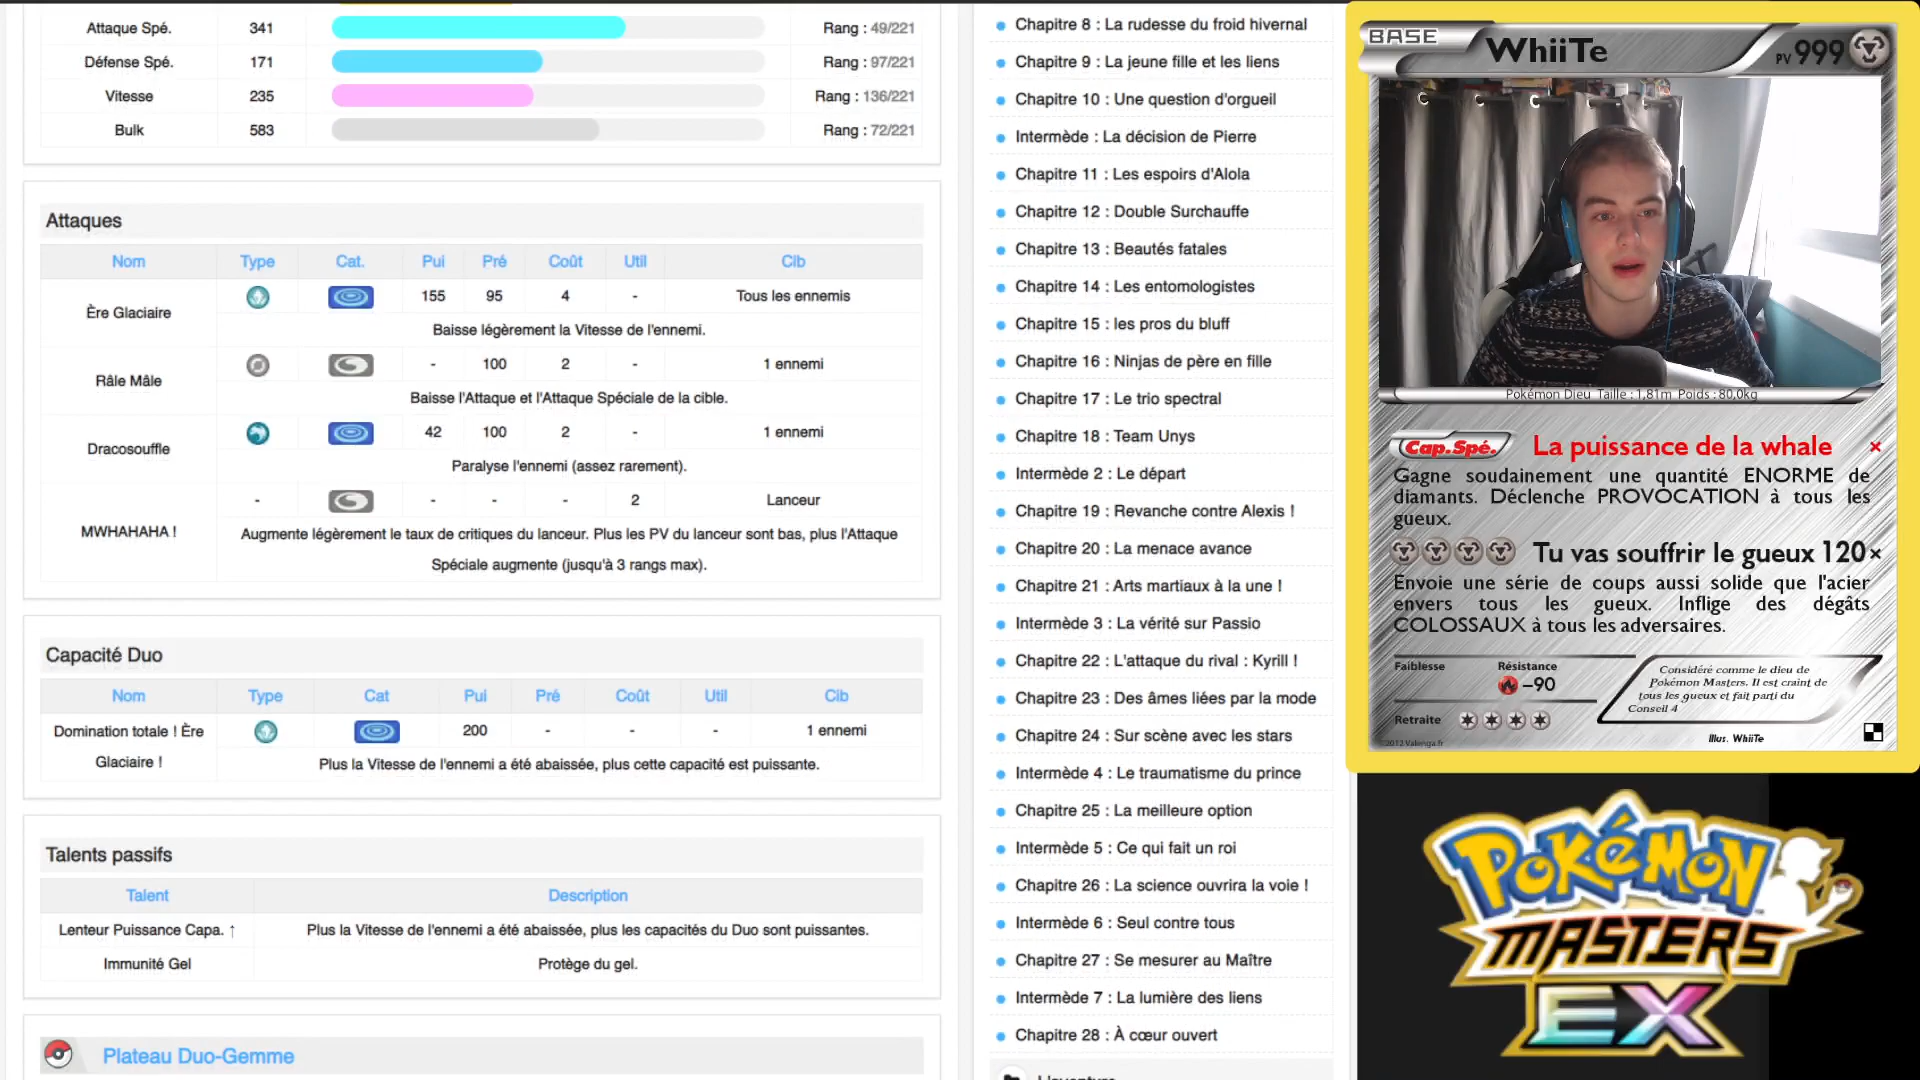 Attaque Spé. 341 Rang : 49/221
Défense Spé. 171 Rang : 97/221
Vitesse 235 Rang : 136/221
Bulk 583 Rang : 72/221
Attaques
Nom Type Cat. Pui Pré Coût Util Cib
Ère Glaciaire 155 95 4 - Tous les ennemis
Baisse légèrement la Vitesse de l'ennemi.
Râle Mâle - 100 2 - 1 ennemi
Baisse l'Attaque et l'Attaque Spéciale de la cible.
Dracosouffle 42 100 2 - 1 ennemi
Paralyse l'ennemi (assez rarement).
MWHAHAHA ! - - - - 2 Lanceur
Augmente légèrement le taux de critiques du lanceur. Plus les PV du lanceur sont bas, plus l'Attaque
Spéciale augmente (jusqu'à 3 rangs max).
Capacité Duo
Nom Type Cat Pui Pré Coût Util Cib
Domination totale ! Ère 200 - - - 1 ennemi
Glaciaire !
Plus la Vitesse de l'ennemi a été abaissée, plus cette capacité est puissante.
Talents passifs
Talent Description
Lenteur Puissance Capa. ↑ Plus la Vitesse de l'ennemi a été abaissée, plus les capacités du Duo sont puissantes.
Immunité Gel Protège du gel.
Plateau Duo-Gemme
Chapitre 8 : La rudesse du froid hivernal
Chapitre 9 : La jeune fille et les liens
Chapitre 10 : Une question d'orgueil
Intermède : La décision de Pierre
Chapitre 11 : Les espoirs d'Alola
Chapitre 12 : Double Surchauffe
Chapitre 13 : Beautés fatales
Chapitre 14 : Les entomologistes
Chapitre 15 : les pros du bluff
Chapitre 16 : Ninjas de père en fille
Chapitre 17 : Le trio spectral
Chapitre 18 : Team Unys
Intermède 2 : Le départ
Chapitre 19 : Revanche contre Alexis !
Chapitre 20 : La menace avance
Chapitre 21 : Arts martiaux à la une !
Intermède 3 : La vérité sur Passio
Chapitre 22 : L'attaque du rival : Kyrill !
Chapitre 23 : Des âmes liées par la mode
Chapitre 24 : Sur scène avec les stars
Intermède 4 : Le traumatisme du prince
Chapitre 25 : La meilleure option
Intermède 5 : Ce qui fait un roi
Chapitre 26 : La science ouvrira la voie !
Intermède 6 : Seul contre tous
Chapitre 27 : Se mesurer au Maître
Intermède 7 : La lumière des liens
Chapitre 28 : À cœur ouvert
BASE WhiiTe PV 999
Pokémon Dieu Taille : 1,81m Poids : 80,0kg
Cap.Spé. La puissance de la whale ×
Gagne soudainement une quantité ENORME de
diamants. Déclenche PROVOCATION à tous les
gueux.
Tu vas souffrir le gueux 120×
Envoie une série de coups aussi solide que l'acier
envers tous les gueux. Inflige des dégâts
COLOSSAUX à tous les adversaires.
Faiblesse Résistance
-90
Retraite
Considéré comme le dieu de
Pokémon Masters. Il est craint de
tous les gueux et fait parti du
Conseil 4
©2012 Valenga.fr
Illus. WhiiTe
POKéMON
MASTERS
EX